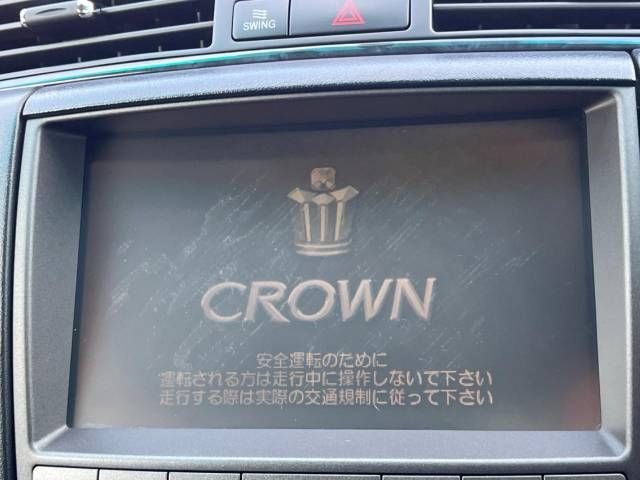 SWING
CROWN
安全運転のために
運転される方は走行中に操作しないで下さい
走行する際は実際の交通規制に従って下さい